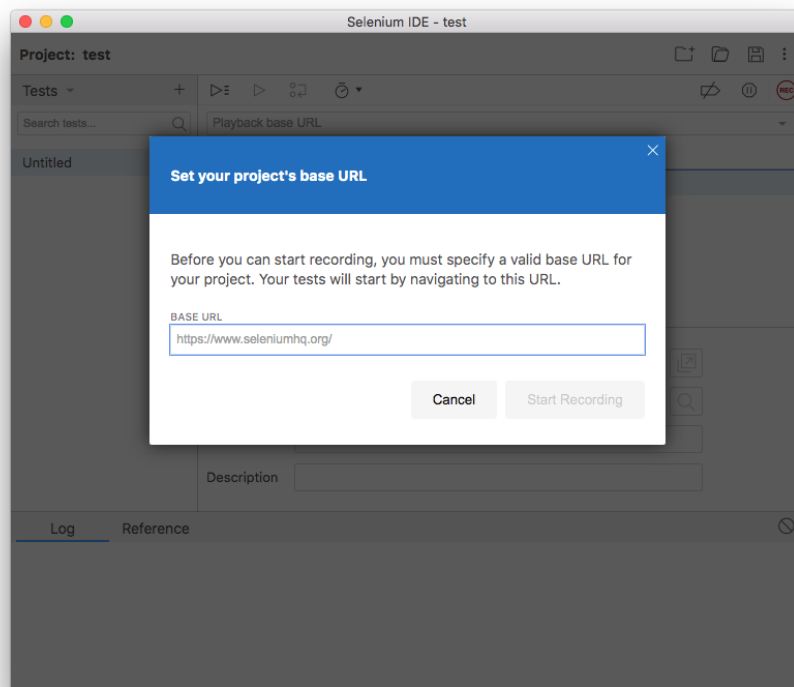 Selenium IDE - test
Project: test
Tests
Search tests...
Playback base URL
REC
Untitled
Set your project's base URL
Before you can start recording, you must specify a valid base URL for
your project. Your tests will start by navigating to this URL.
BASE URL
https://www.seleniumhq.org/
Cancel
Start Recording
Description
Log
Reference